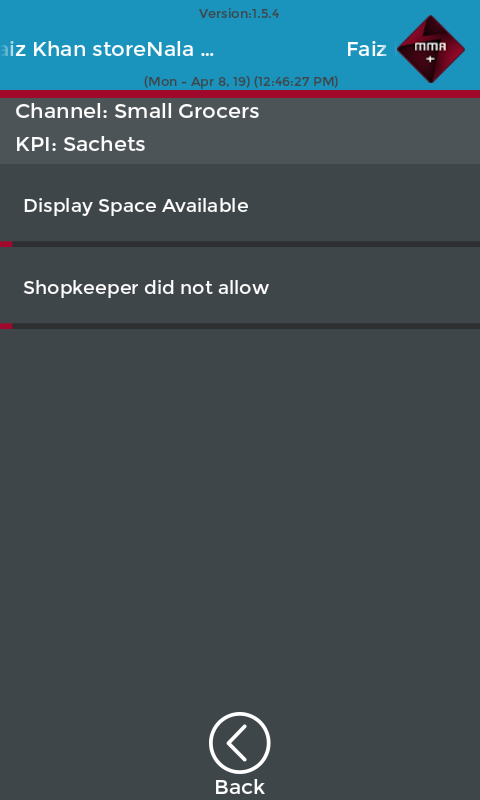 Version:1.5.4
aiz Khan storeNala ...
Faiz
MMA
+
(Mon - Apr 8, 19) (12:46:27 PM)
Channel: Small Grocers
KPI: Sachets
Display Space Available
Shopkeeper did not allow
Back